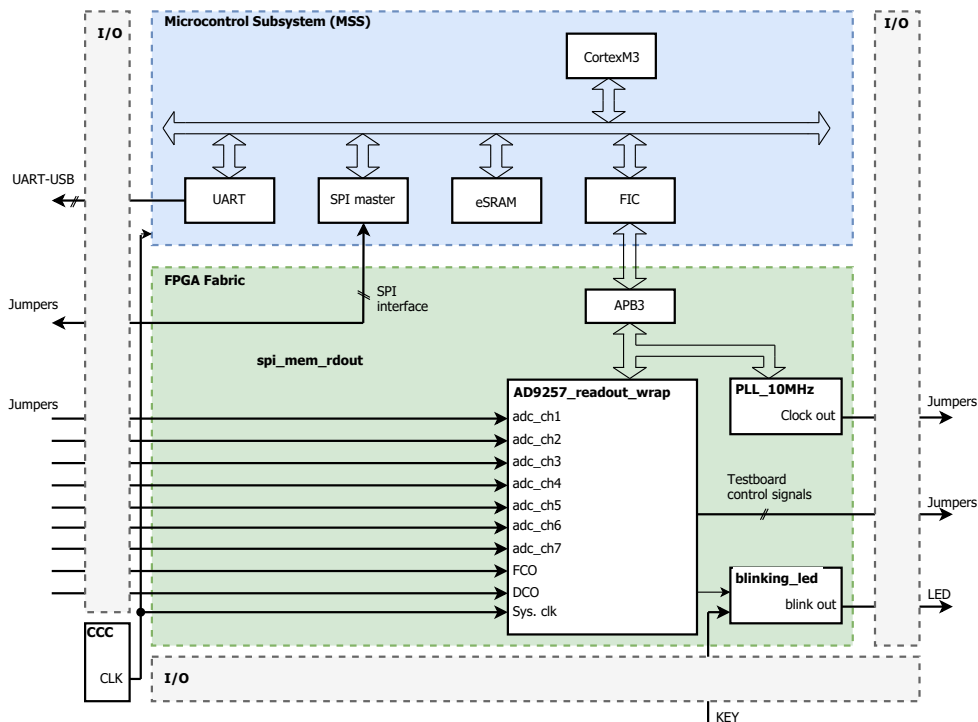 I/O
Microcontrol Subsystem (MSS)
I/O
CortexM3
UART-USB
UART
SPI master
eSRAM
FIC
FPGA Fabric
SPI
interface
Jumpers
APB3
spi_mem_rdout
AD9257_readout_wrap
PLL_10MHz
Jumpers
adc_ch1
Clock out
Jumpers
adc_ch2
adc_ch3
adc_ch4
Testboard
control signals
adc_ch5
Jumpers
adc_ch6
adc_ch7
FCO
blinking_led
DCO
LED
blink out
Sys. clk
CCC
CLK
I/O
KEY